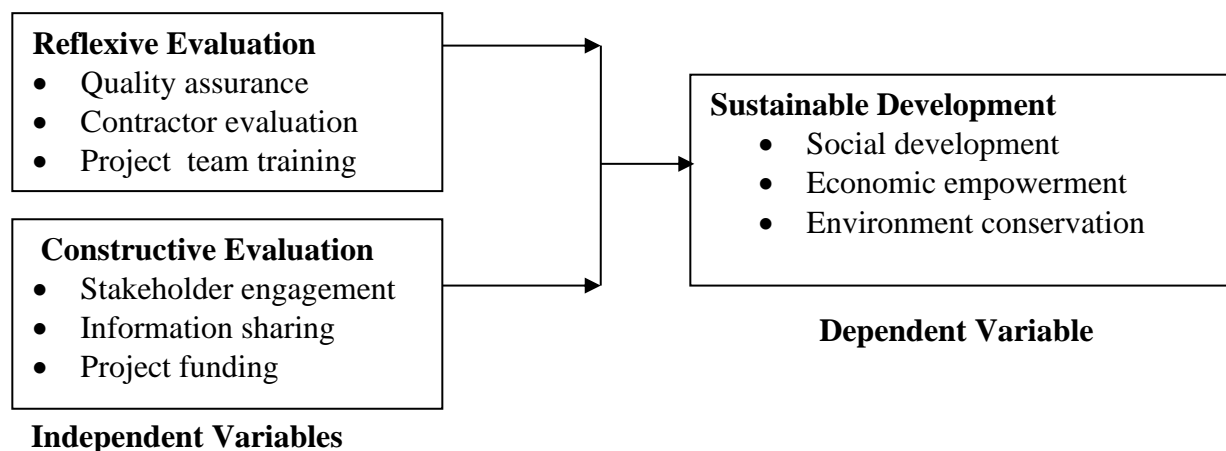 Reflexive Evaluation
• Quality assurance
• Contractor evaluation
• Project team training
Constructive Evaluation
• Stakeholder engagement
• Information sharing
• Project funding
Independent Variables
Sustainable Development
• Social development
• Economic empowerment
• Environment conservation
Dependent Variable